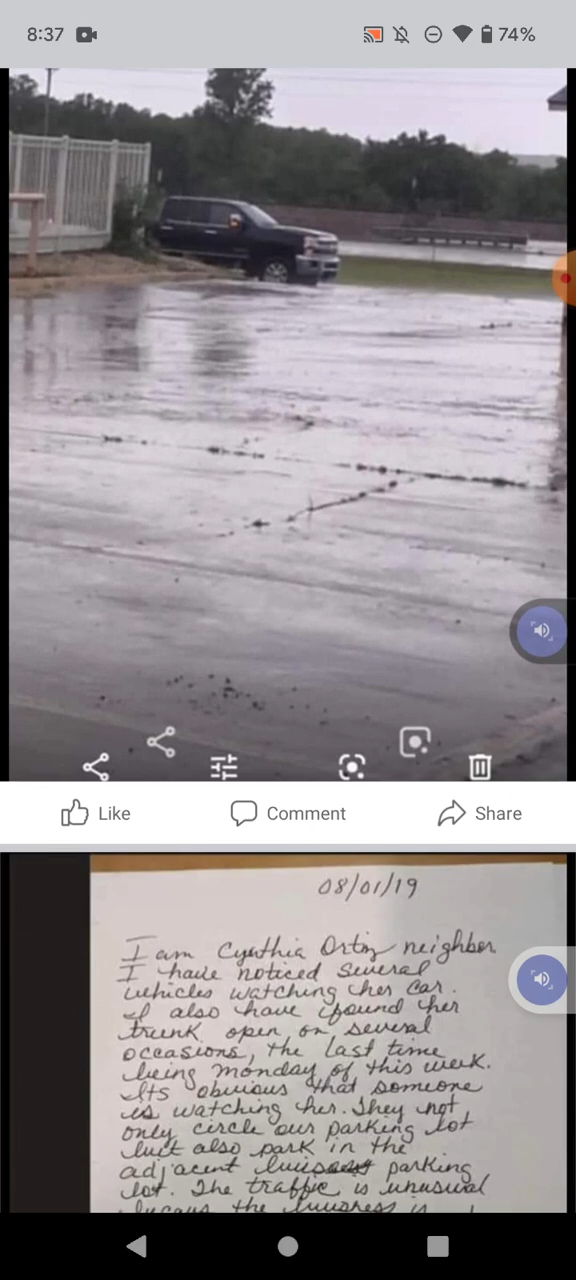 8:37
74%
Like
Comment
Share
08/01/19
I am Cynthia Ortiz neighbor
I have noticed several
vehicles watching her car.
I also have found her
trunk open on several
occasions, the last time
being monday of this week.
Its obvious that someone
is watching her. They not
only circle our parking lot
but also park in the
adjacent parking
lot. The traffic is unusual
the business is